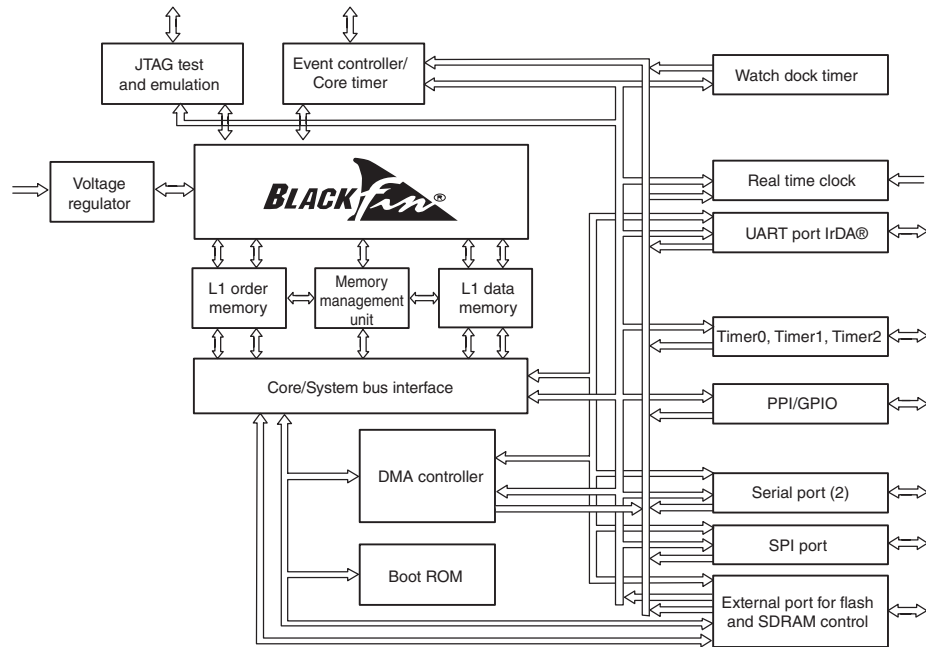 JTAG test
and emulation
Event controller/
Core timer
Watch dock timer
Voltage
regulator
BLACKfin®
Real time clock
UART port IrDA®
L1 order
memory
Memory
management
unit
L1 data
memory
Timer0, Timer1, Timer2
Core/System bus interface
PPI/GPIO
DMA controller
Serial port (2)
SPI port
Boot ROM
External port for flash
and SDRAM control